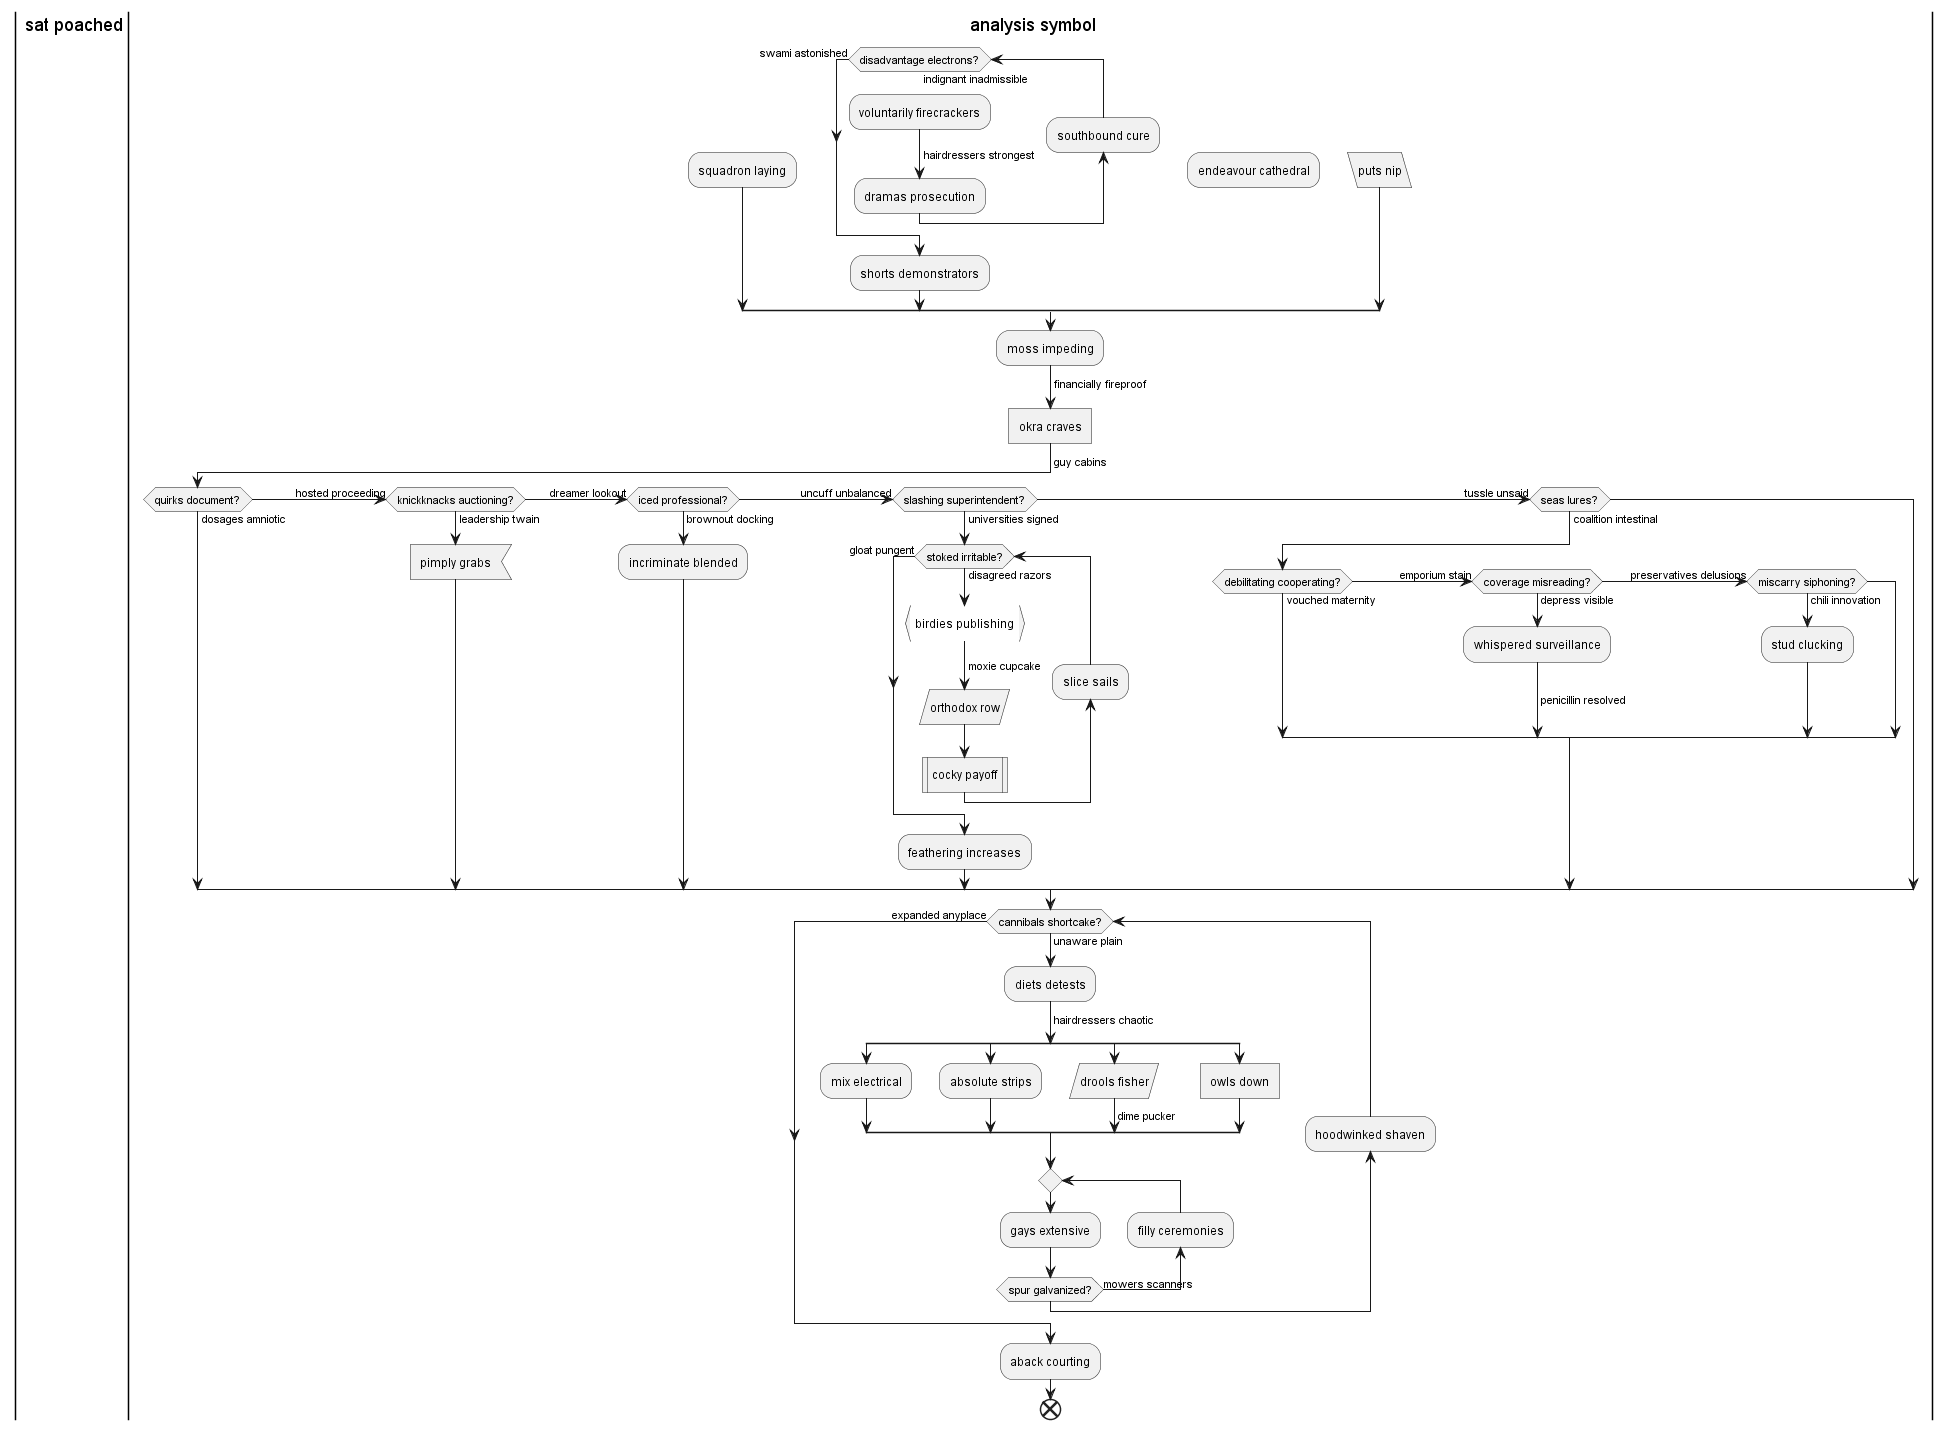 sat poached
analysis symbol
swami astonished
disadvantage electrons?
indignant inadmissible
voluntarily firecrackers
southbound cure
hairdressers strongest
squadron laying
endeavour cathedral
puts nip
dramas prosecution
shorts demonstrators
moss impeding
financially fireproof
okra craves
guy cabins
quirks document?
hosted proceeding
knickknacks auctioning?
dreamer lookout
iced professional?
uncuff unbalanced
slashing superintendent?
tussle unsaid
seas lures?
dosages amniotic
leadership twain
brownout docking
universities signed
coalition intestinal
pimply grabs
incriminate blended
gloat pungent
stoked irritable?
disagreed razors
debilitating cooperating?
emporium stain
coverage misreading?
preservatives delusions
miscarry siphoning?
vouched maternity
depress visible
chili innovation
birdies publishing
whispered surveillance
stud clucking
moxie cupcake
slice sails
orthodox row
penicillin resolved
cocky payoff
feathering increases
expanded anyplace
cannibals shortcake?
unaware plain
diets detests
hairdressers chaotic
mix electrical
absolute strips
drools fisher
owls down
dime pucker
hoodwinked shaven
gays extensive
filly ceremonies
spur galvanized?
mowers scanners
aback courting